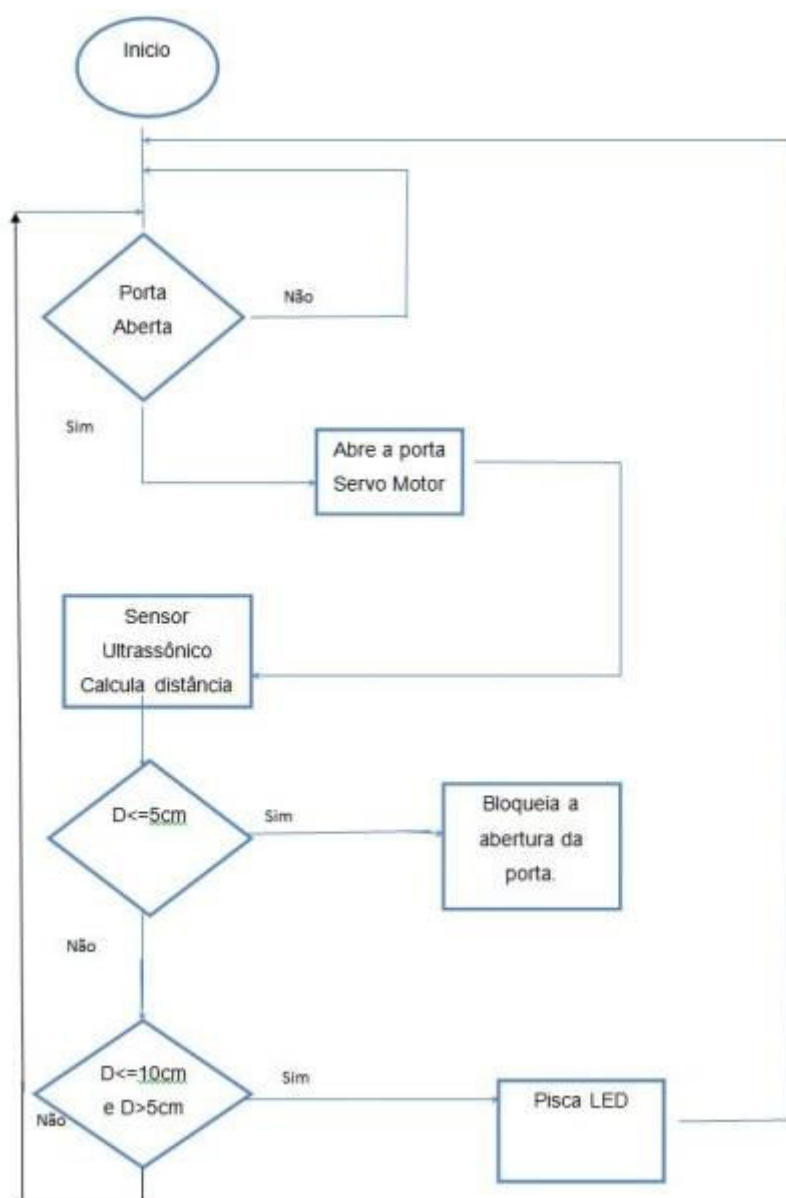 Inicio
Porta
Aberta
Não
Sim
Abre a porta
Servo Motor
Sensor
Ultrassônico
Calcula distância
D<=5cm
Sim
Bloqueia a
abertura da
porta.
Não
D<=10cm
e D>5cm
Sim
Não
Pisca LED